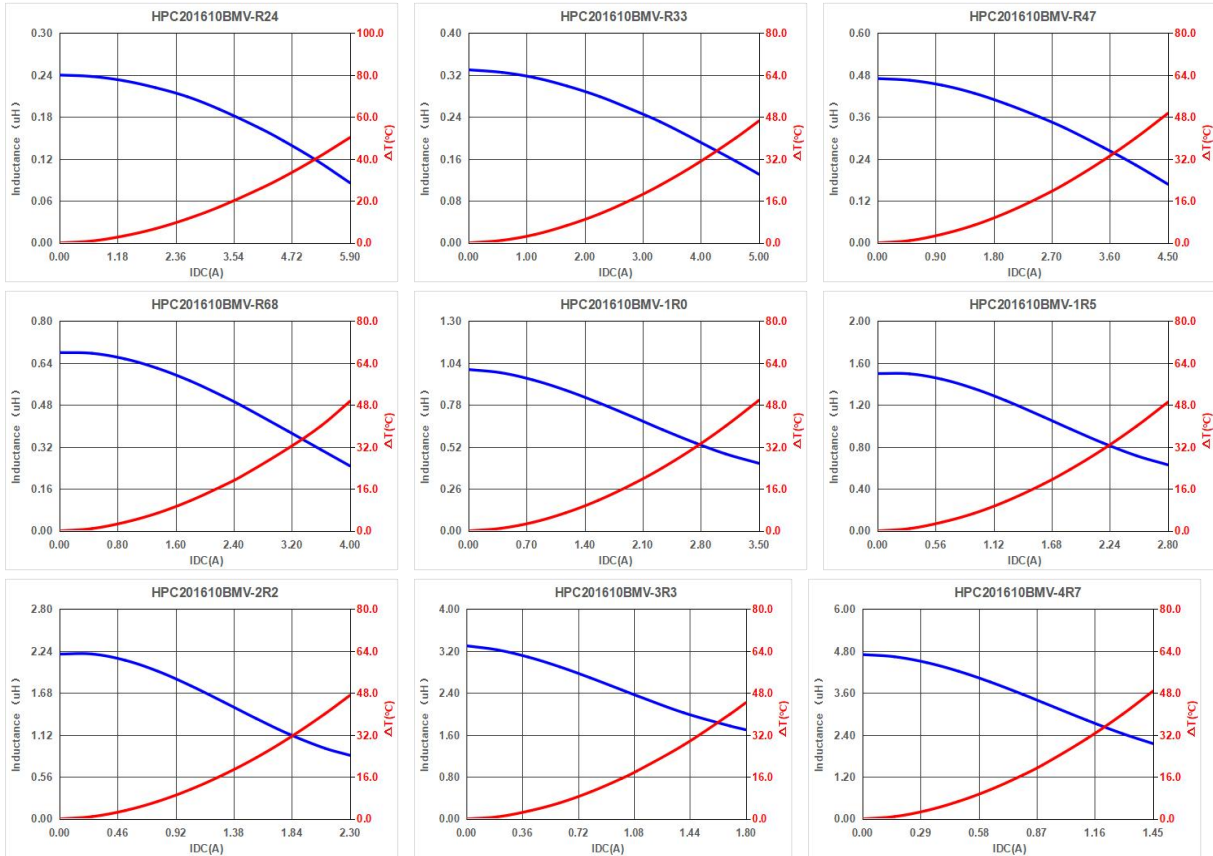 HPC201610BMV-R24
0.30 100.0
0.24 80.0
0.18 60.0
0.12 40.0
0.06 20.0
0.00 0.0
Inductance（uH）
△T(℃)
0.00 1.18 2.36 3.54 4.72 5.90
IDC(A)
HPC201610BMV-R33
0.40 80.0
0.32 64.0
0.24 48.0
0.16 32.0
0.08 16.0
0.00 0.0
Inductance（uH）
△T(℃)
0.00 1.00 2.00 3.00 4.00 5.00
IDC(A)
HPC201610BMV-R47
0.60 80.0
0.48 64.0
0.36 48.0
0.24 32.0
0.12 16.0
0.00 0.0
Inductance（uH）
△T(℃)
0.00 0.90 1.80 2.70 3.60 4.50
IDC(A)
HPC201610BMV-R68
0.80 80.0
0.64 64.0
0.48 48.0
0.32 32.0
0.16 16.0
0.00 0.0
Inductance（uH）
△T(℃)
0.00 0.80 1.60 2.40 3.20 4.00
IDC(A)
HPC201610BMV-1R0
1.30 80.0
1.04 64.0
0.78 48.0
0.52 32.0
0.26 16.0
0.00 0.0
Inductance（uH）
△T(℃)
0.00 0.70 1.40 2.10 2.80 3.50
IDC(A)
HPC201610BMV-1R5
2.00 80.0
1.60 64.0
1.20 48.0
0.80 32.0
0.40 16.0
0.00 0.0
Inductance（uH）
△T(℃)
0.00 0.56 1.12 1.68 2.24 2.80
IDC(A)
HPC201610BMV-2R2
2.80 80.0
2.24 64.0
1.68 48.0
1.12 32.0
0.56 16.0
0.00 0.0
Inductance（uH）
△T(℃)
0.00 0.46 0.92 1.38 1.84 2.30
IDC(A)
HPC201610BMV-3R3
4.00 80.0
3.20 64.0
2.40 48.0
1.60 32.0
0.80 16.0
0.00 0.0
Inductance（uH）
△T(℃)
0.00 0.36 0.72 1.08 1.44 1.80
IDC(A)
HPC201610BMV-4R7
6.00 80.0
4.80 64.0
3.60 48.0
2.40 32.0
1.20 16.0
0.00 0.0
Inductance（uH）
△T(℃)
0.00 0.29 0.58 0.87 1.16 1.45
IDC(A)